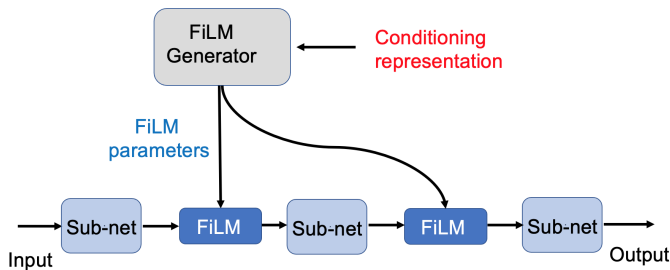 FiLM
Generator
Conditioning
representation
FiLM
parameters
Sub-net
FiLM
Sub-net
FiLM
Sub-net
Input
Output